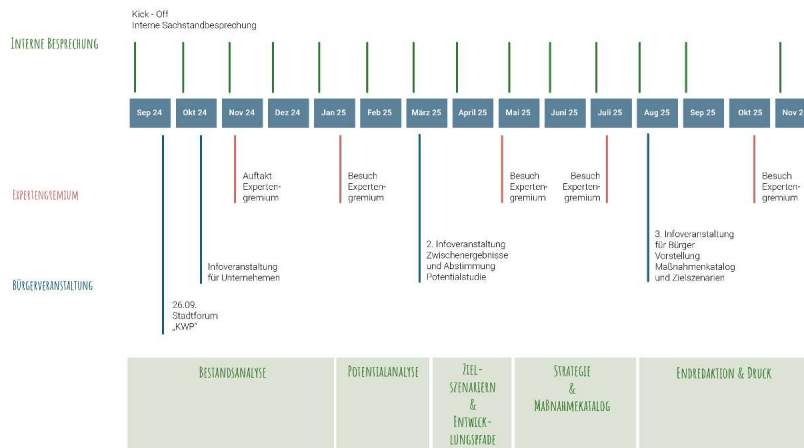 Kick - Off
Interne Sachstandbesprechung
Interne Besprechung
Sep 24
Okt 24
Nov 24
Dez 24
Jan 25
Feb 25
März 25
April 25
Mai 25
Juni 25
Juli 25
Aug 25
Sep 25
Okt 25
Nov 2
Expertengremium
Auftakt
Experten-
gremium
Besuch
Experten-
gremium
Besuch
Experten-
gremium
Besuch
Experten-
gremium
Besuch
Experten-
gremium
Bürgerveranstaltung
Infoveranstaltung
für Unternehemen
2. Infoveranstaltung
Zwischenergebnisse
und Abstimmung
Potentialstudie
3. Infoveranstaltung
für Bürger
Vorstellung
Maßnahmenkatalog
und Zielszenarien
26.09.
Stadtforum
„KWP“
Bestandsanalyse
Potentialanalyse
Ziel-
szenariern
&
Entwick-
lungspfade
Strategie
&
Maßnahmekatalog
Endredaktion & Druck